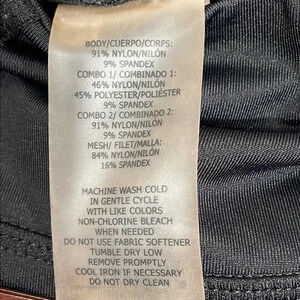 BODY/CUERPO/CORPS:
91% NYLON/NILÓN
9% SPANDEX
COMBO 1/ COMBINADO 1:
46% NYLON/NILÓN
45% POLYESTER/POLIÉSTER
9% SPANDEX
COMBO 2/ COMBINADO 2:
91% NYLON/NILÓN
9% SPANDEX
MESH/ FILET/MALLA:
84% NYLON/NILÓN
16% SPANDEX
MACHINE WASH COLD
IN GENTLE CYCLE
WITH LIKE COLORS
NON-CHLORINE BLEACH
WHEN NEEDED
DO NOT USE FABRIC SOFTENER
TUMBLE DRY LOW
REMOVE PROMPTLY
COOL IRON IF NECESSARY
DO NOT DRY CLEAN